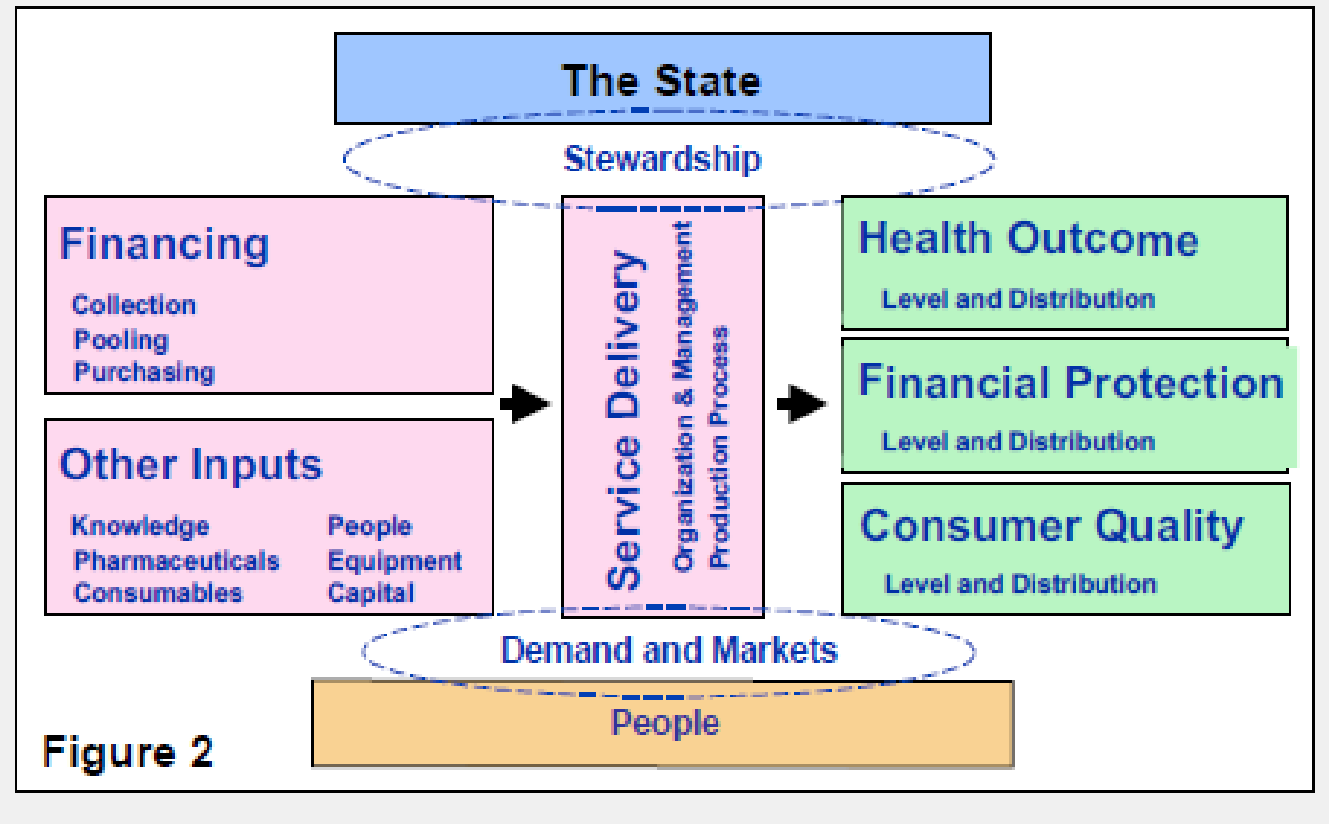 The State
Stewardship
Financing
Collection
Pooling
Purchasing
Other Inputs
Knowledge
People
Pharmaceuticals
Equipment
Consumables
Capital
Service Delivery
Organization & Management
Production Process
Health Outcome
Level and Distribution
Financial Protection
Level and Distribution
Consumer Quality
Level and Distribution
Demand and Markets
People
Figure 2